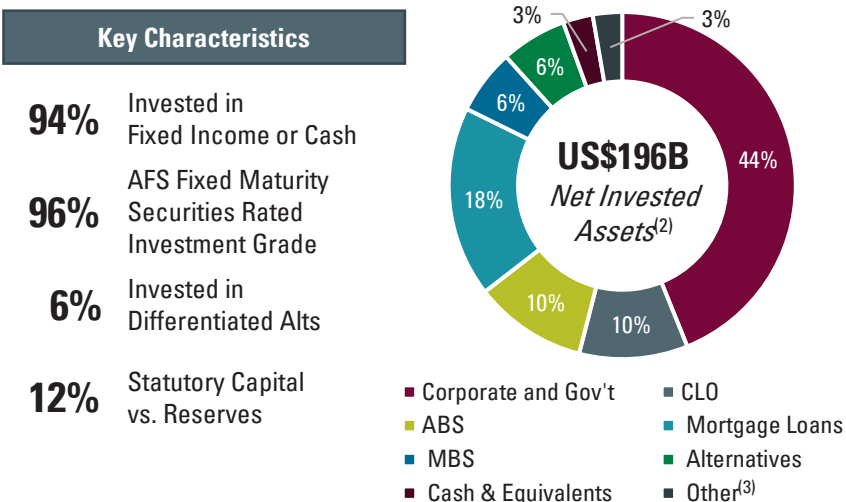 Key Characteristics
94%
Invested in
Fixed Income or Cash
96%
AFS Fixed Maturity
Securities Rated
Investment Grade
6%
Invested in
Differentiated Alts
12%
Statutory Capital
vs. Reserves
3%
3%
6%
6%
44%
18%
10%
10%
US$196B
Net Invested
Assets(2)
Corporate and Gov't
CLO
ABS
Mortgage Loans
MBS
Alternatives
Cash & Equivalents
Other(3)